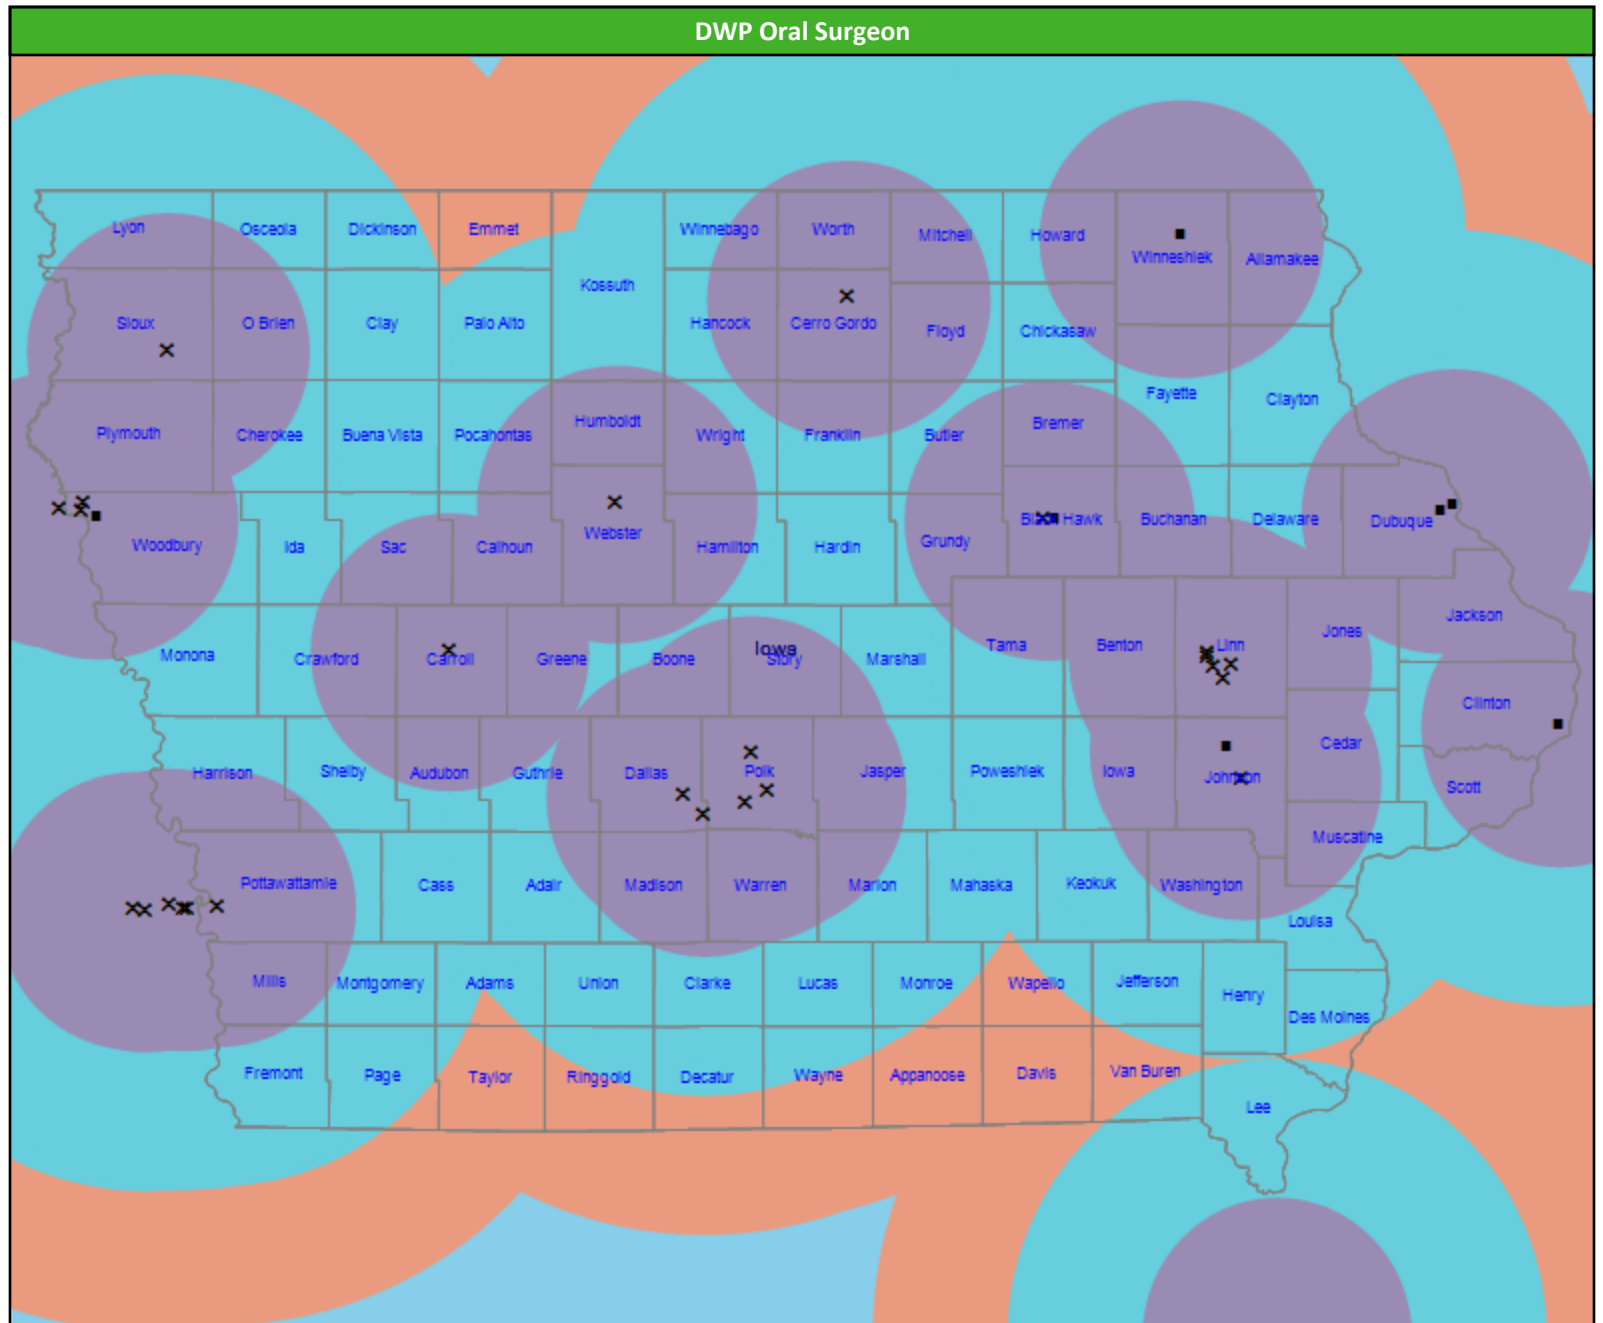 DWP Oral Surgeon
Lyon
Osceola
Dickinson
Emmet
Winnebago
Worth
Mitchell
Howard
Winneshiek
Allamakee
Kossuth
Sioux
O Brien
Clay
Palo Alto
Hancock
Cerro Gordo
Floyd
Chickasaw
Fayette
Clayton
Plymouth
Cherokee
Buena Vista
Pocahontas
Humboldt
Wright
Franklin
Butler
Bremer
Woodbury
Ida
Sac
Calhoun
Webster
Hamilton
Hardin
Grundy
Black Hawk
Buchanan
Delaware
Dubuque
Monona
Crawford
Carroll
Greene
Boone
Iowa
Story
Marshall
Tama
Benton
Linn
Jones
Jackson
Clinton
Harrison
Shelby
Audubon
Guthrie
Dallas
Polk
Jasper
Poweshiek
Iowa
Johnson
Cedar
Scott
Muscatine
Pottawattamie
Cass
Adair
Madison
Warren
Marion
Mahaska
Keokuk
Washington
Louisa
Mills
Montgomery
Adams
Union
Clarke
Lucas
Monroe
Wapello
Jefferson
Henry
Des Moines
Fremont
Page
Taylor
Ringgold
Decatur
Wayne
Appanoose
Davis
Van Buren
Lee